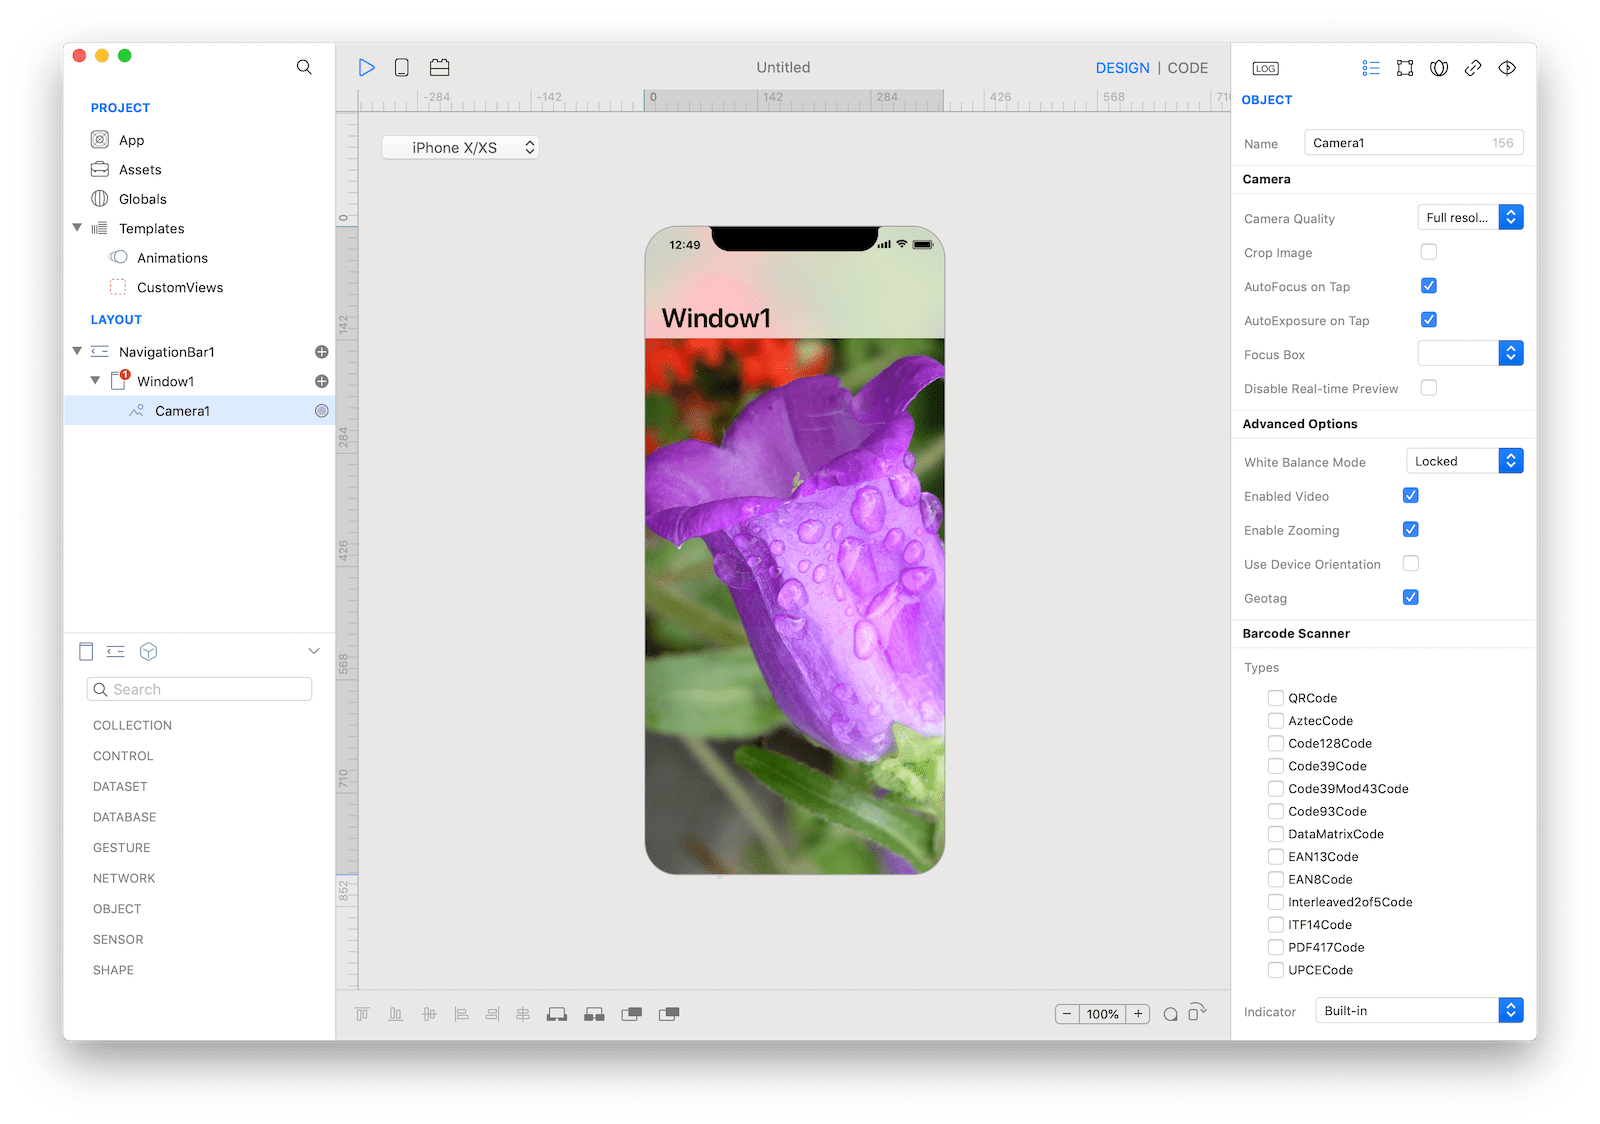 Untitled
DESIGN | CODE
LOG
PROJECT
App
Assets
Globals
Templates
Animations
CustomViews
LAYOUT
NavigationBar1
1
Window1
Camera1
Search
COLLECTION
CONTROL
DATASET
DATABASE
GESTURE
NETWORK
OBJECT
SENSOR
SHAPE
-284 -142 0 142 284 426 568 710
0
142
284
426
568
710
852
iPhone X/XS
12:49
Window1
100%
OBJECT
Name Camera1 156
Camera
Camera Quality Full resol...
Crop Image
AutoFocus on Tap
AutoExposure on Tap
Focus Box
Disable Real-time Preview
Advanced Options
White Balance Mode Locked
Enabled Video
Enable Zooming
Use Device Orientation
Geotag
Barcode Scanner
Types
QRCode
AztecCode
Code128Code
Code39Code
Code39Mod43Code
Code93Code
DataMatrixCode
EAN13Code
EAN8Code
Interleaved2of5Code
ITF14Code
PDF417Code
UPCECode
Indicator Built-in